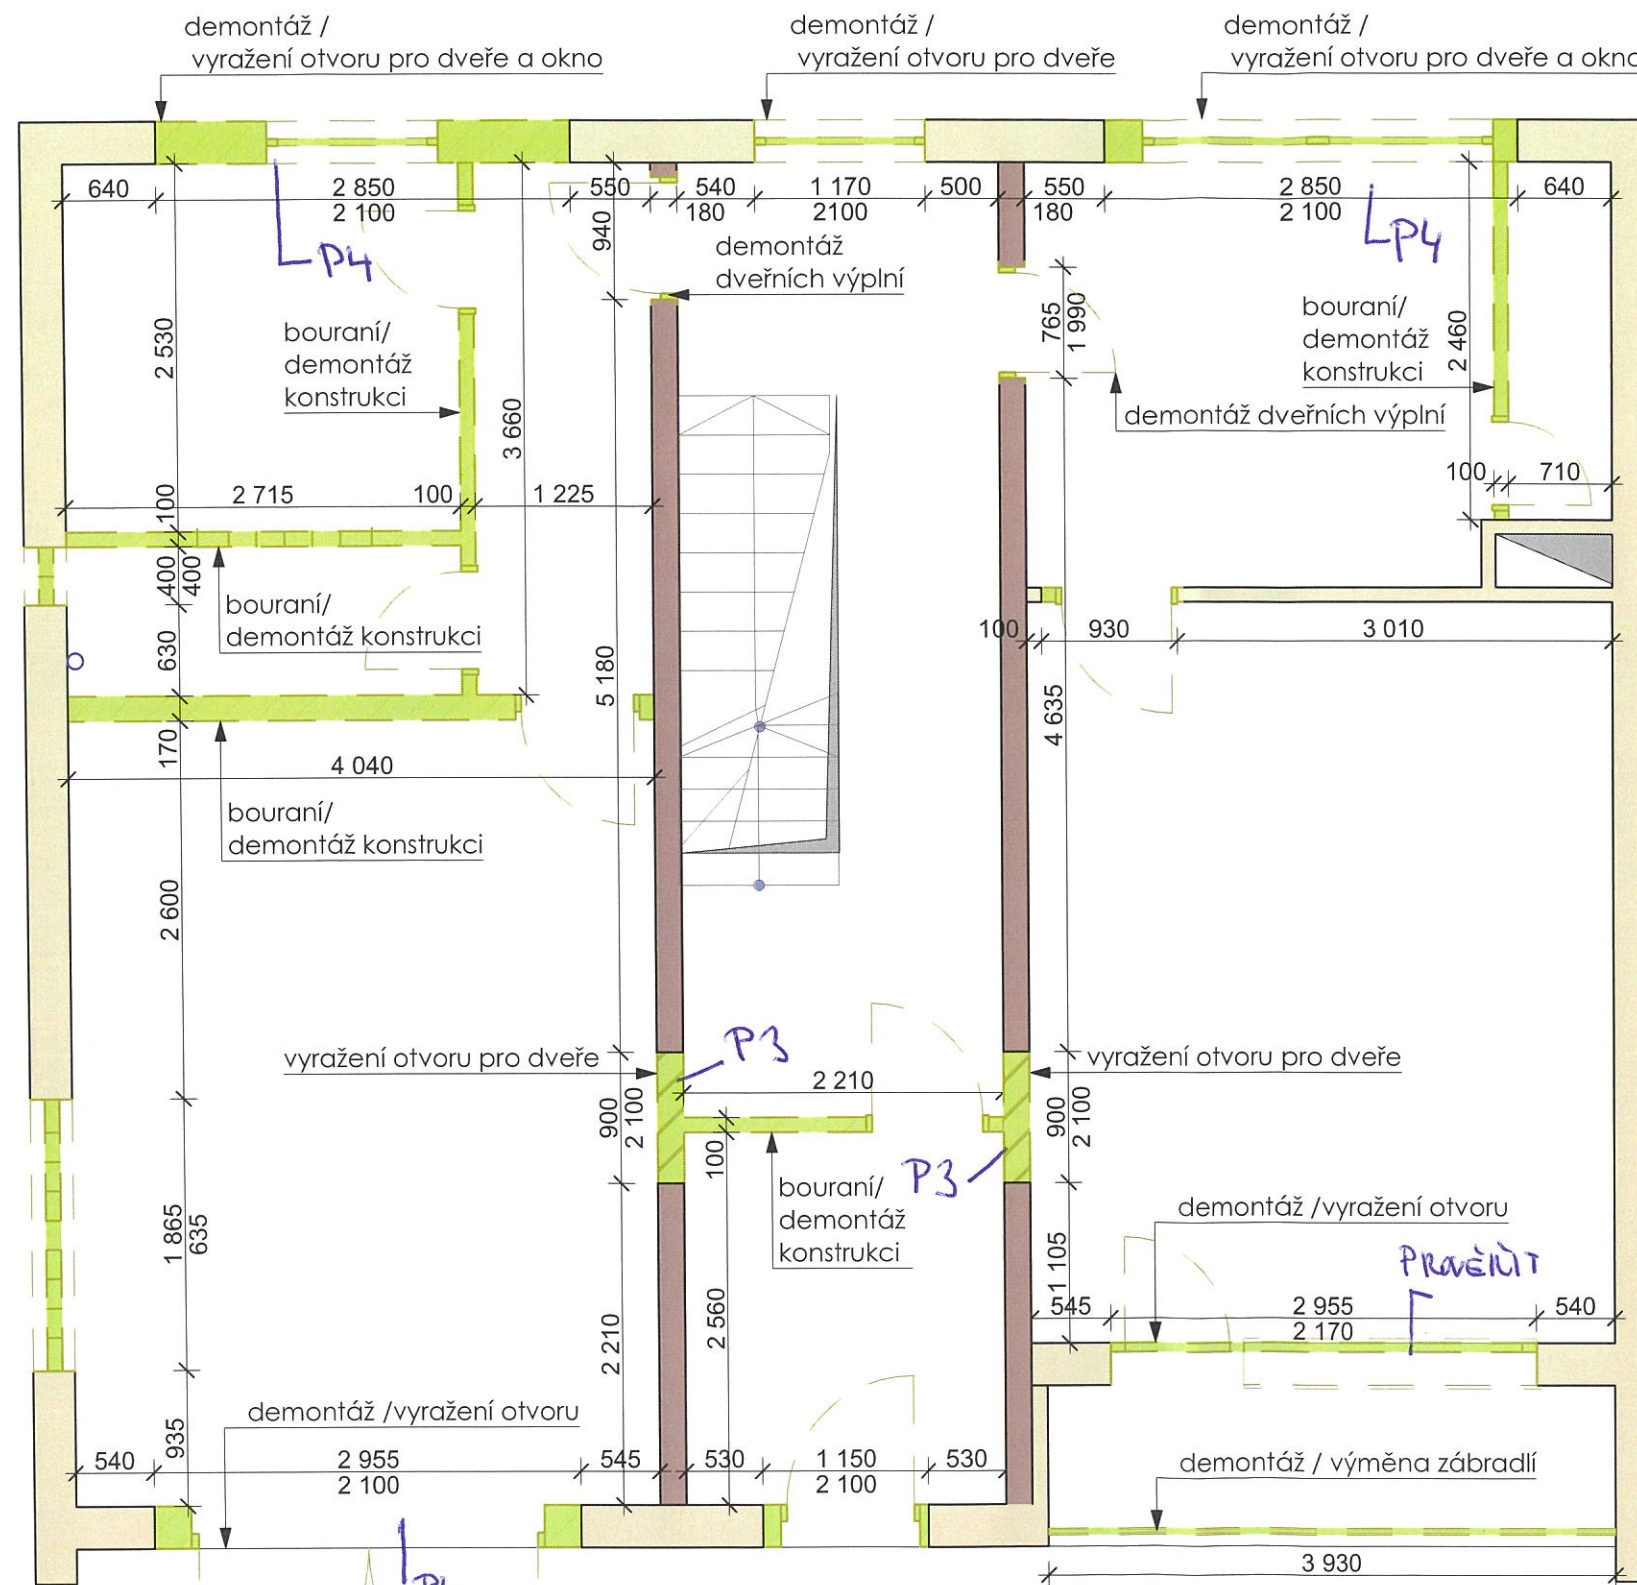 demontáž /
vyražení otvoru pro dveře a okno
demontáž /
vyražení otvoru pro dveře
demontáž /
vyražení otvoru pro dveře a okno
640
2 850
2 100
550
540
180
1 170
2100
500
550
180
2 850
2 100
640
P4
P4
940
demontáž
dveřních výplní
765
1 990
bouraní/
demontáž
konstrukci
2 460
2 530
bouraní/
demontáž
konstrukci
3 660
demontáž dveřních výplní
100
710
2 715
100
1 225
100
400
400
bouraní/
demontáž konstrukci
630
5 180
100
930
3 010
4 635
170
4 040
bouraní/
demontáž konstrukci
2 600
vyražení otvoru pro dveře
P3
2 210
vyražení otvoru pro dveře
900
2 100
900
2 100
100
P3
bouraní/
demontáž
konstrukci
1 865
635
demontáž /vyražení otvoru
1 105
PROVĚŘIT
545
2 955
2 170
540
2 560
2 210
demontáž /vyražení otvoru
935
540
2 955
2 100
545
530
1 150
2 100
530
demontáž / výměna zábradlí
3 930